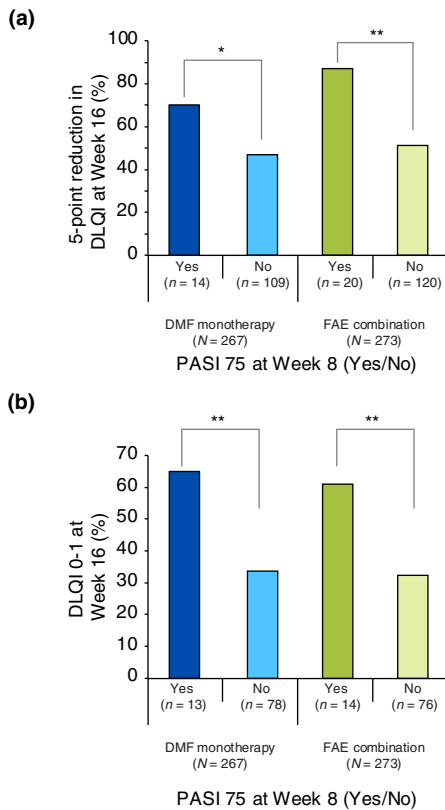 (a)
5-point reduction in
DLQI at Week 16 (%)
100
80
60
40
20
0
*
**
Yes
(n = 14)
No
(n = 109)
Yes
(n = 20)
No
(n = 120)
DMF monotherapy
(N = 267)
FAE combination
(N = 273)
PASI 75 at Week 8 (Yes/No)
(b)
DLQI 0-1 at
Week 16 (%)
70
60
50
40
30
20
10
0
**
**
Yes
(n = 13)
No
(n = 78)
Yes
(n = 14)
No
(n = 76)
DMF monotherapy
(N = 267)
FAE combination
(N = 273)
PASI 75 at Week 8 (Yes/No)